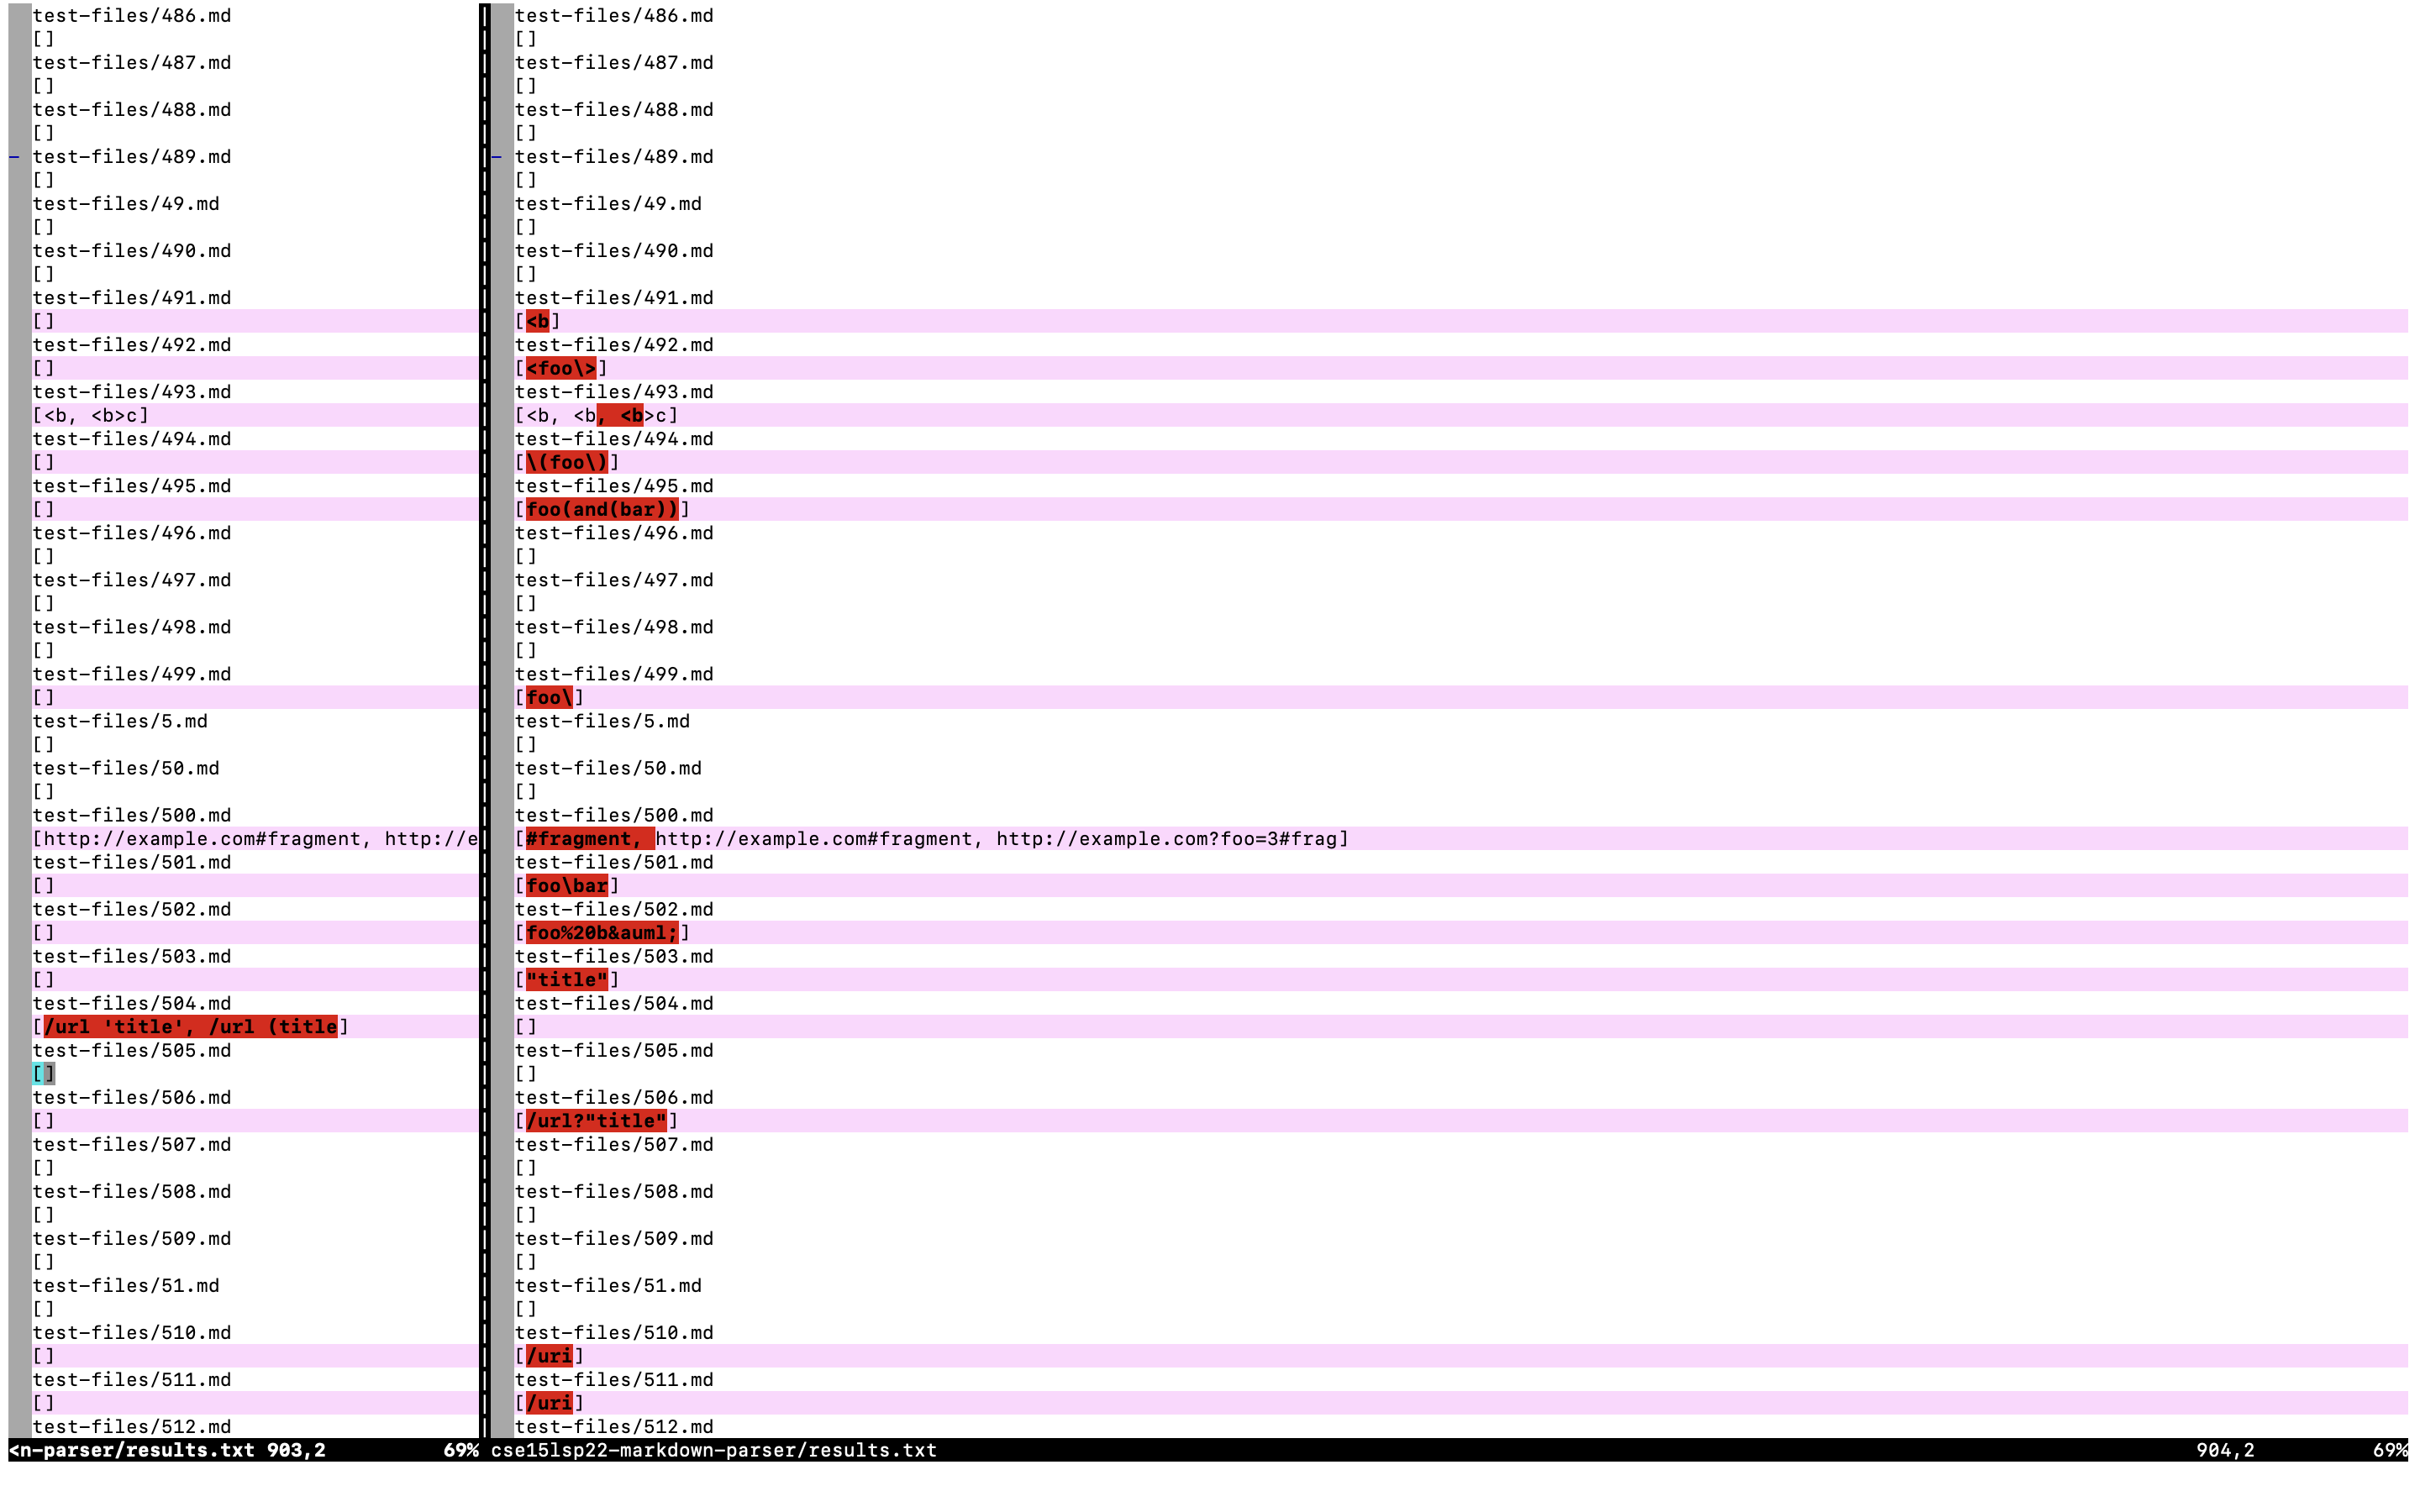 test-files/486.md
[]
test-files/487.md
[]
test-files/488.md
[]
- test-files/489.md
[]
test-files/49.md
[]
test-files/490.md
[]
test-files/491.md
[]
test-files/492.md
[]
test-files/493.md
[<b, <b>c]
test-files/494.md
[]
test-files/495.md
[]
test-files/496.md
[]
test-files/497.md
[]
test-files/498.md
[]
test-files/499.md
[]
test-files/5.md
[]
test-files/50.md
[]
test-files/500.md
[http://example.com#fragment, http://e
test-files/501.md
[]
test-files/502.md
[]
test-files/503.md
[]
test-files/504.md
[/url 'title', /url (title]
test-files/505.md
[]
test-files/506.md
[]
test-files/507.md
[]
test-files/508.md
[]
test-files/509.md
[]
test-files/51.md
[]
test-files/510.md
[]
test-files/511.md
[]
test-files/512.md
<n-parser/results.txt 903,2 69%
test-files/486.md
[]
test-files/487.md
[]
test-files/488.md
[]
- test-files/489.md
[]
test-files/49.md
[]
test-files/490.md
[]
test-files/491.md
[<b]
test-files/492.md
[<foo\>]
test-files/493.md
[<b, <b, <b>c]
test-files/494.md
[\(foo\)]
test-files/495.md
[foo(and(bar))]
test-files/496.md
[]
test-files/497.md
[]
test-files/498.md
[]
test-files/499.md
[foo\]
test-files/5.md
[]
test-files/50.md
[]
test-files/500.md
[#fragment, http://example.com#fragment, http://example.com?foo=3#frag]
test-files/501.md
[foo\bar]
test-files/502.md
[foo%20b&auml;]
test-files/503.md
["title"]
test-files/504.md
[]
test-files/505.md
[]
test-files/506.md
[/url?"title"]
test-files/507.md
[]
test-files/508.md
[]
test-files/509.md
[]
test-files/51.md
[]
test-files/510.md
[/uri]
test-files/511.md
[/uri]
test-files/512.md
cse15lsp22-markdown-parser/results.txt 904,2 69%